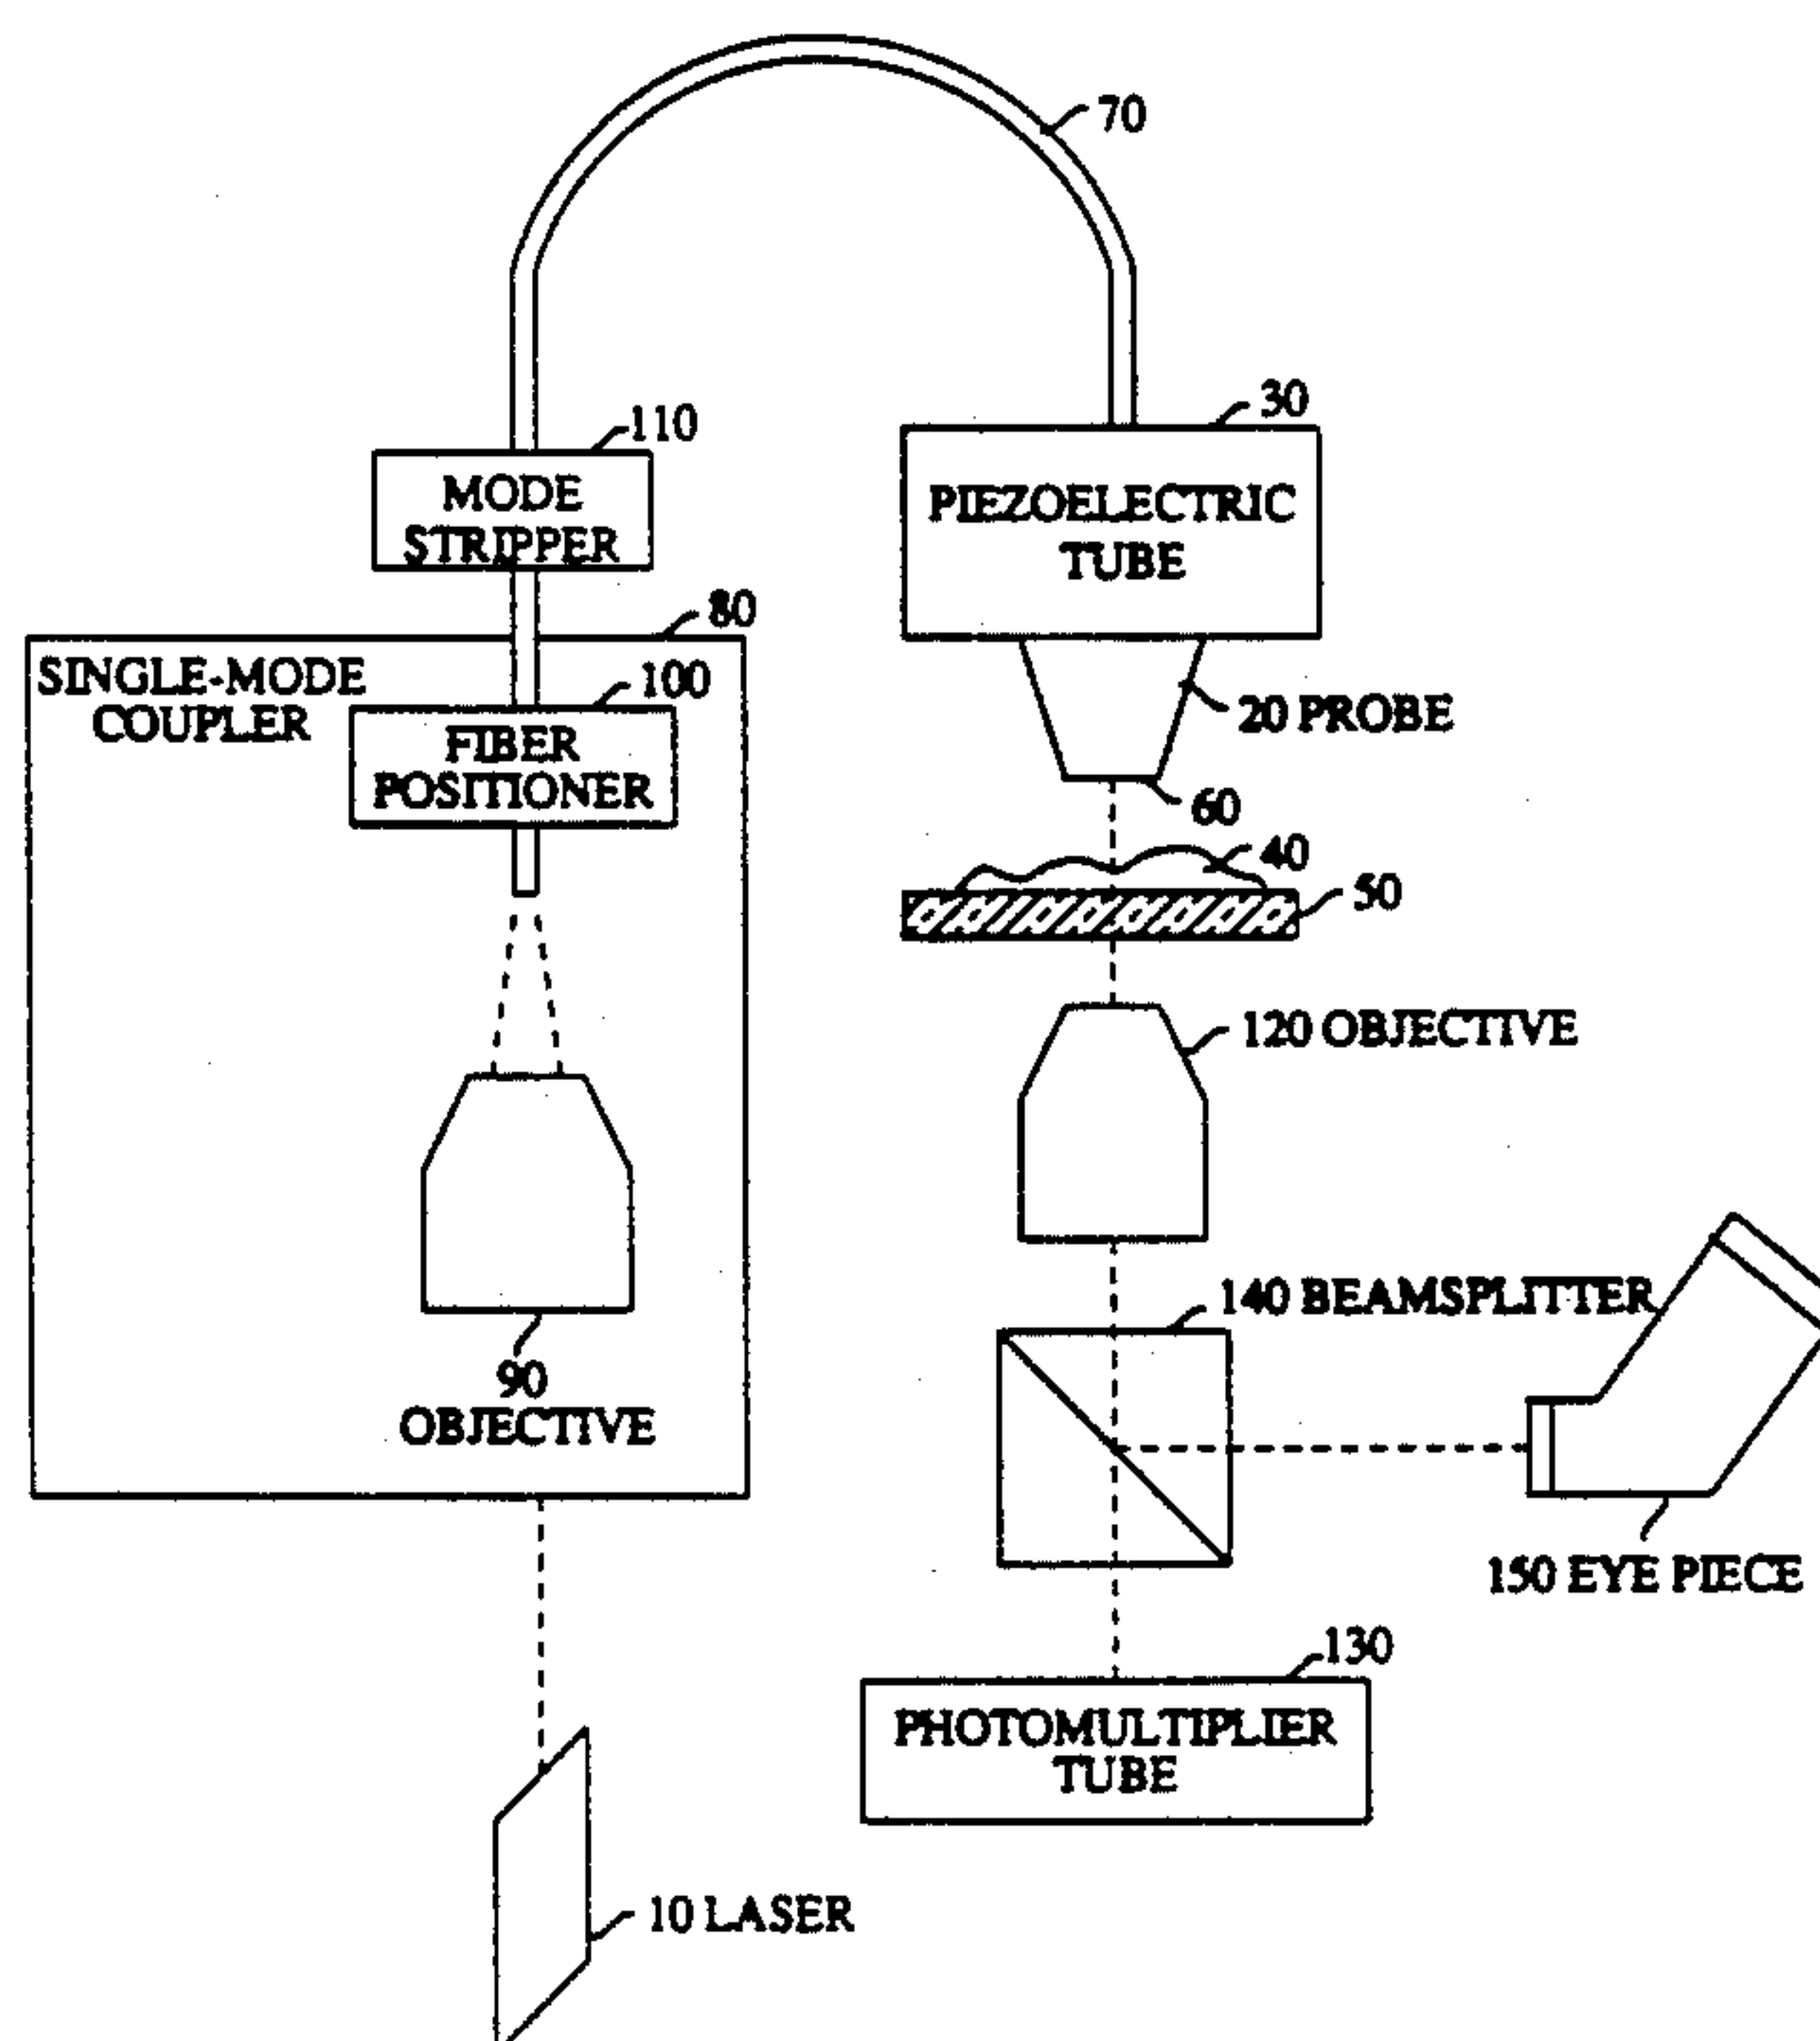 70
30
110
MODE
STRIPPER
PIEZOELECTRIC
TUBE
80
SINGLE-MODE
COUPLER
100
FIBER
POSITIONER
20 PROBE
60
40
50
120 OBJECTIVE
140 BEAMSPLITTER
90
OBJECTIVE
150 EYE PIECE
130
PHOTOMULTIPLIER
TUBE
10 LASER